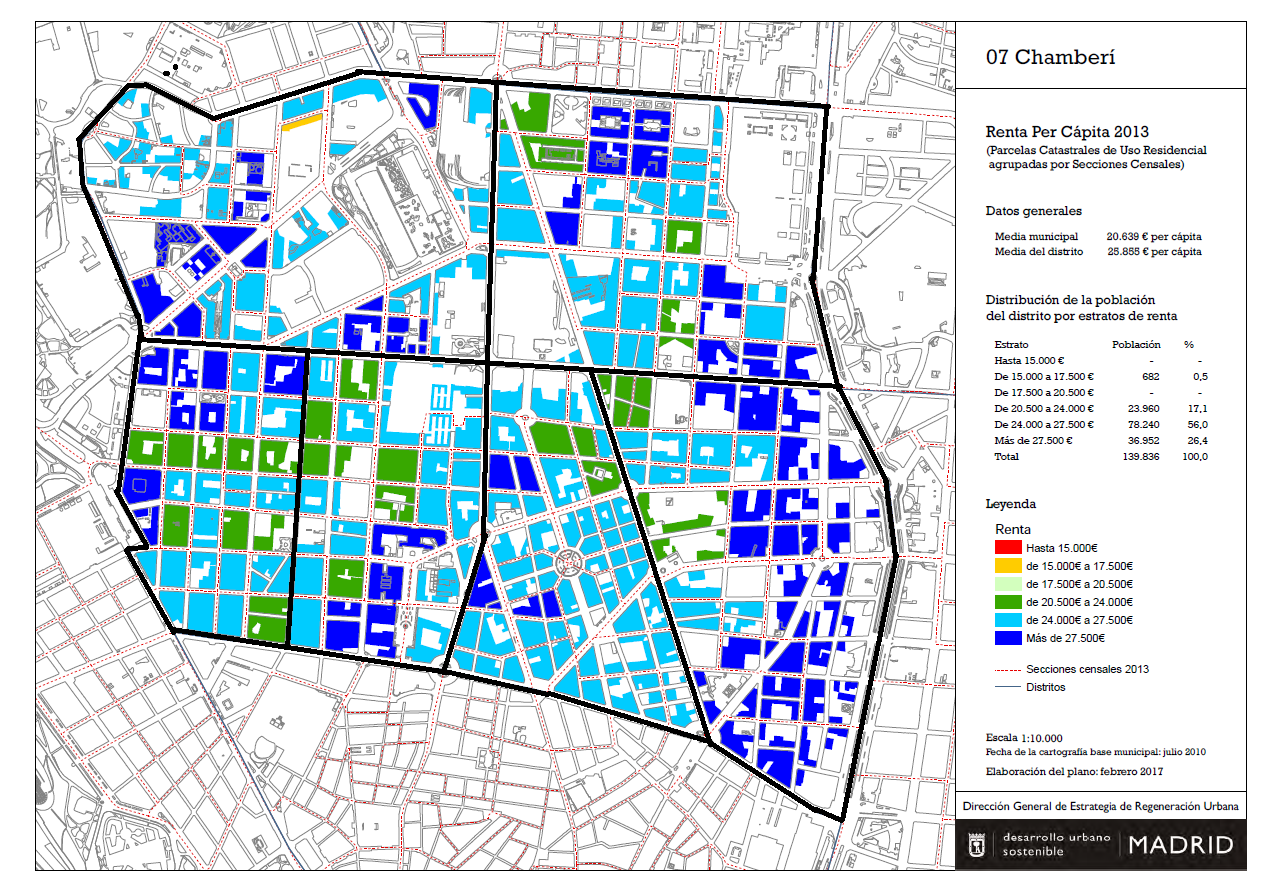 07 Chamberí
Renta Per Cápita 2013
(Parcelas Catastrales de Uso Residencial
agrupadas por Secciones Censales)
Datos generales
Media municipal 20.639 € per cápita
Media del distrito 25.855 € per cápita
Distribución de la población
del distrito por estratos de renta
Estrato Población %
Hasta 15.000 € - -
De 15.000 a 17.500 € 682 0,5
De 17.500 a 20.500 € - -
De 20.500 a 24.000 € 23.960 17,1
De 24.000 a 27.500 € 78.240 56,0
Más de 27.500 € 36.952 26,4
Total 139.836 100,0
Leyenda
Renta
Hasta 15.000€
de 15.000€ a 17.500€
de 17.500€ a 20.500€
de 20.500€ a 24.000€
de 24.000€ a 27.500€
Más de 27.500€
Secciones censales 2013
Distritos
Escala 1:10.000
Fecha de la cartografía base municipal: julio 2010
Elaboración del plano: febrero 2017
Dirección General de Estrategia de Regeneración Urbana
desarrollo urbano
sostenible
MADRID